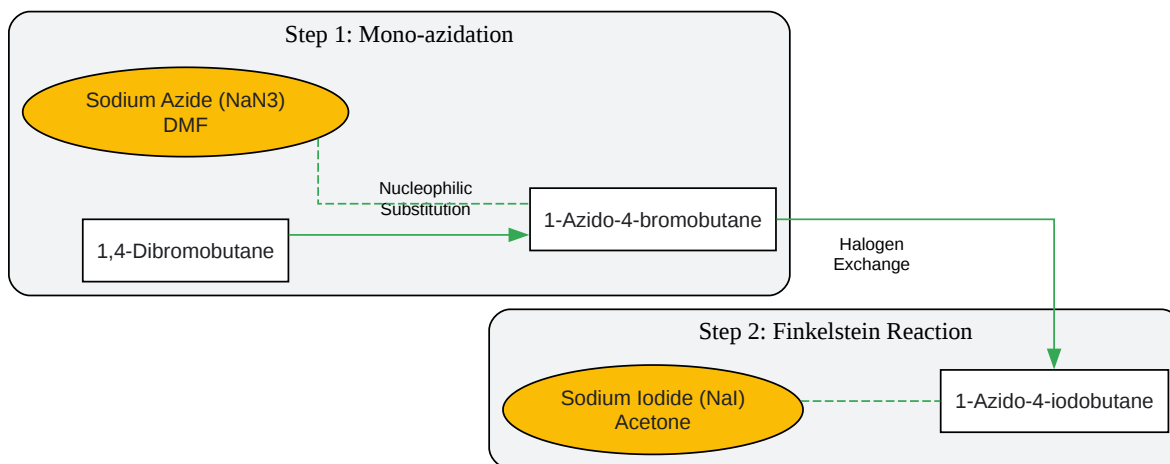 Step 1: Mono-azidation
Sodium Azide (NaN3)
DMF
Nucleophilic
Substitution
1,4-Dibromobutane
1-Azido-4-bromobutane
Halogen
Exchange
Step 2: Finkelstein Reaction
Sodium Iodide (NaI)
Acetone
1-Azido-4-iodobutane